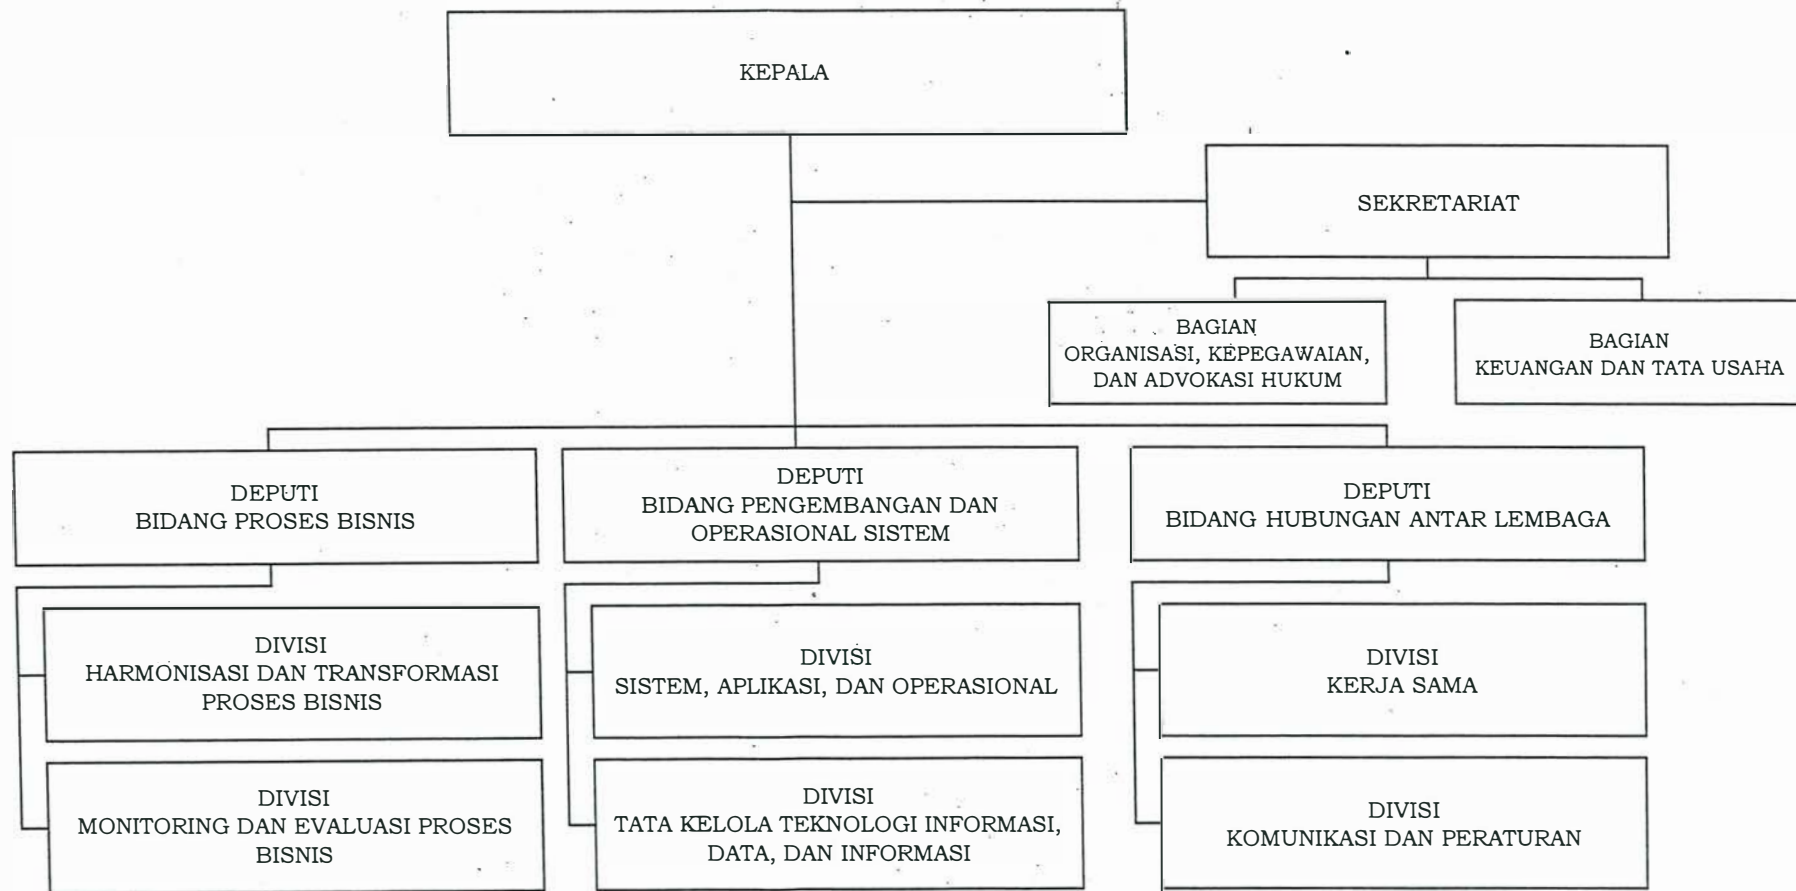 KEPALA
SEKRETARIAT
BAGIAN
ORGANISASI, KEPEGAWAIAN,
DAN ADVOKASI HUKUM
BAGIAN
KEUANGAN DAN TATA USAHA
DEPUTI
BIDANG PROSES BISNIS
DEPUTI
BIDANG PENGEMBANGAN DAN
OPERASIONAL SISTEM
DEPUTI
BIDANG HUBUNGAN ANTAR LEMBAGA
DIVISI
HARMONISASI DAN TRANSFORMASI
PROSES BISNIS
DIVISI
SISTEM, APLIKASI, DAN OPERASIONAL
DIVISI
KERJA SAMA
DIVISI
MONITORING DAN EVALUASI PROSES
BISNIS
DIVISI
TATA KELOLA TEKNOLOGI INFORMASI,
DATA, DAN INFORMASI
DIVISI
KOMUNIKASI DAN PERATURAN